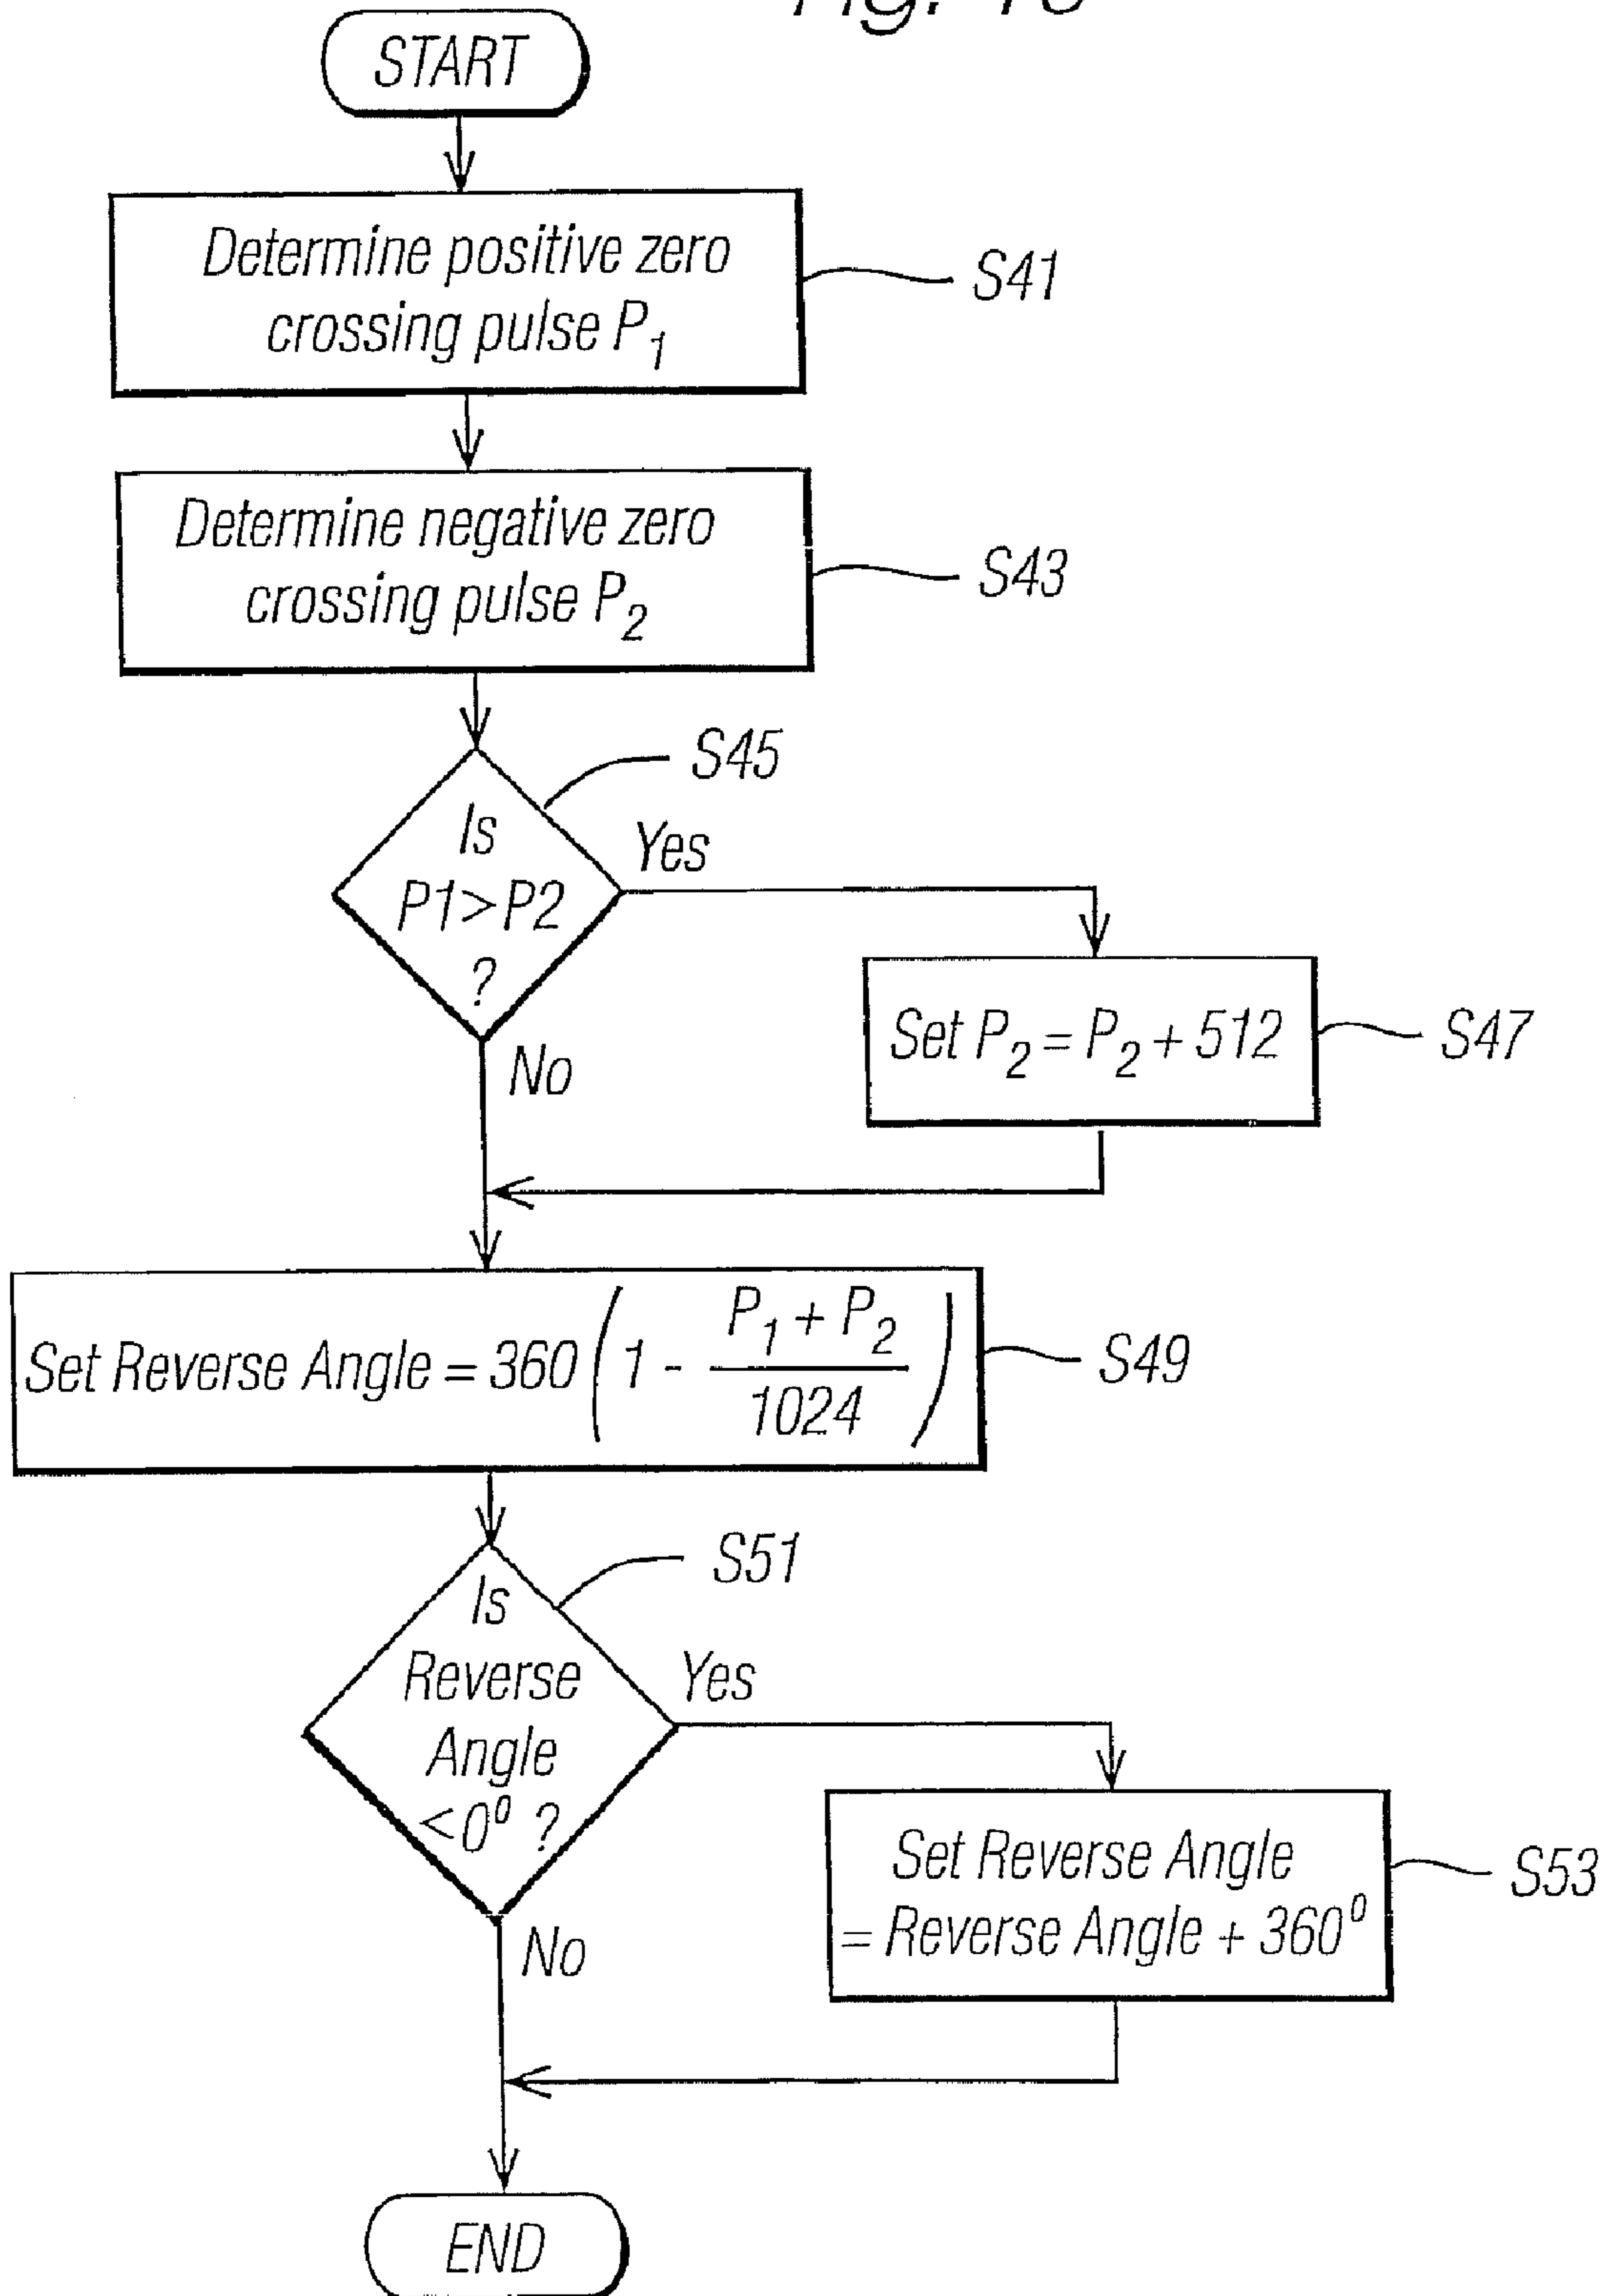 START
Determine positive zero
crossing pulse P₁
S41
Determine negative zero
crossing pulse P₂
S43
S45
Is
P1>P2
?
Yes
No
Set P₂ = P₂ + 512
S47
Set Reverse Angle = 360 (1 - (P₁ + P₂)/1024)
S49
S51
Is
Reverse
Angle
<0⁰ ?
Yes
No
Set Reverse Angle
= Reverse Angle + 360⁰
S53
END